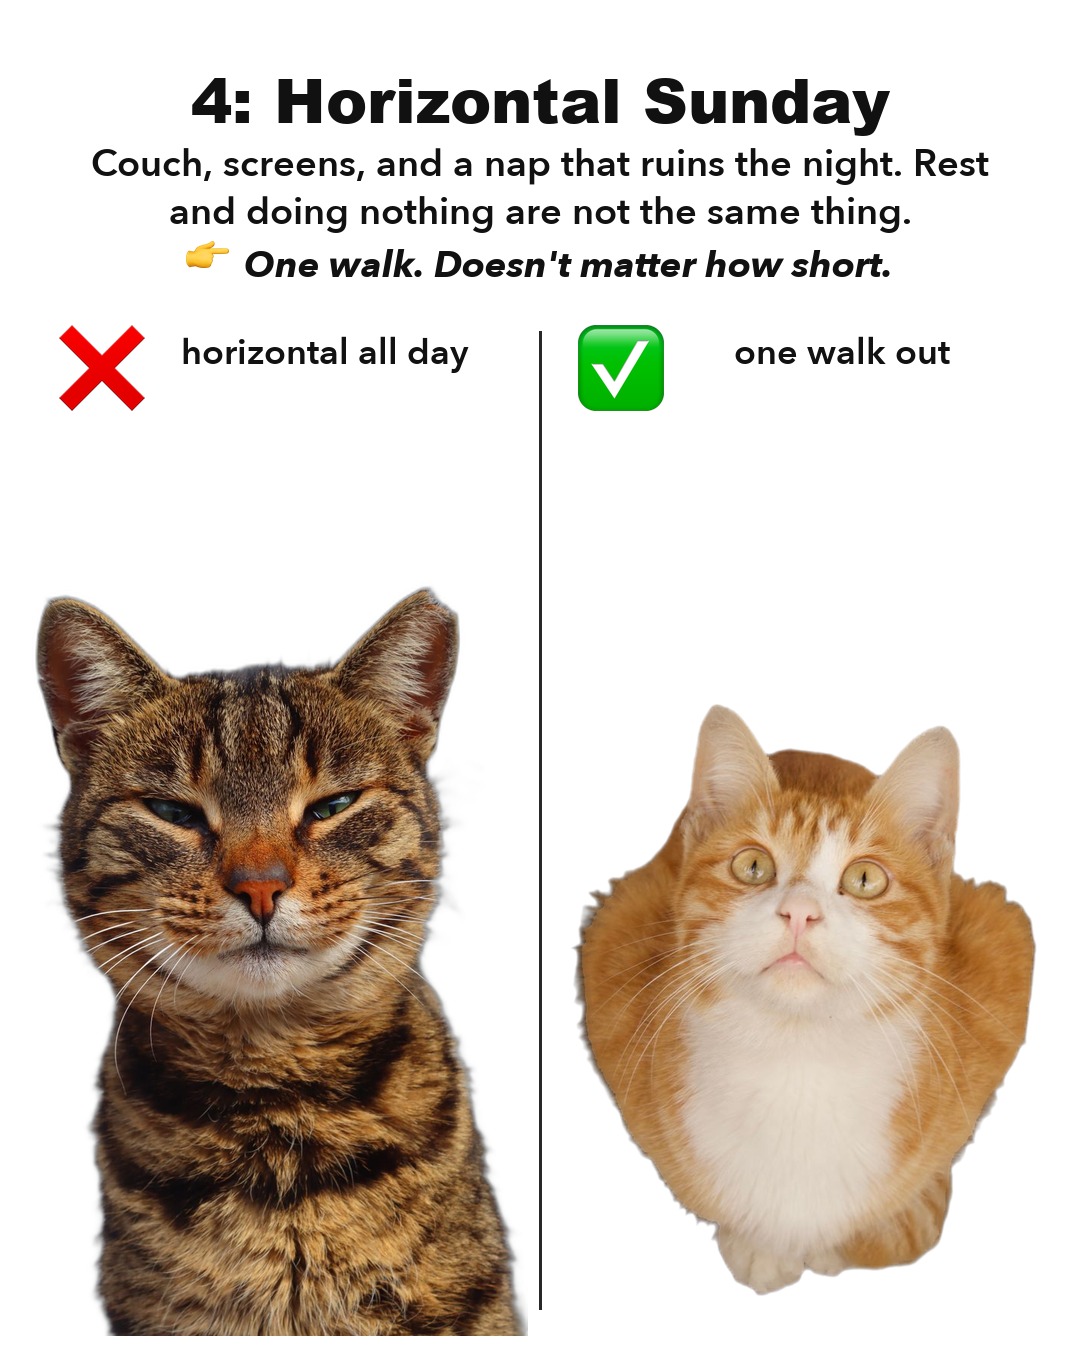 4: Horizontal Sunday
Couch, screens, and a nap that ruins the night. Rest
and doing nothing are not the same thing.
👉 One walk. Doesn't matter how short.
❌ horizontal all day
✅ one walk out